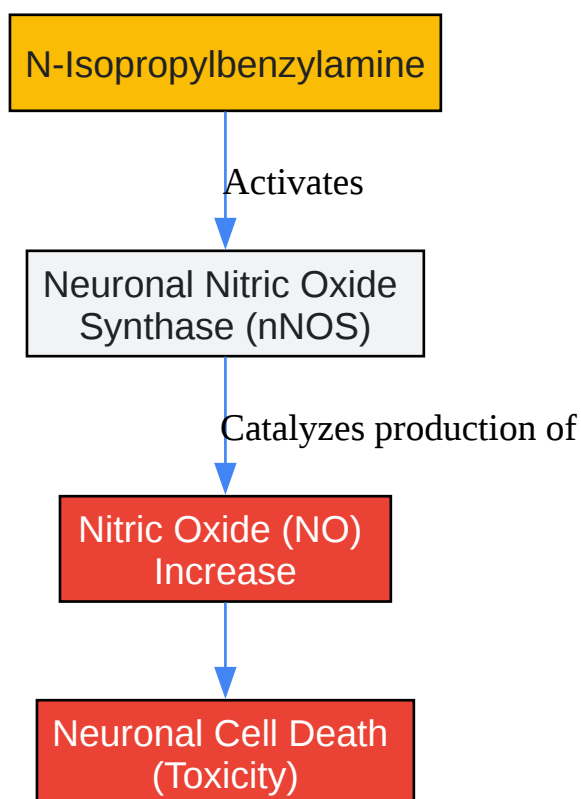 N-Isopropylbenzylamine
Activates
Neuronal Nitric Oxide
Synthase (nNOS)
Catalyzes production of
Nitric Oxide (NO)
Increase
Neuronal Cell Death
(Toxicity)